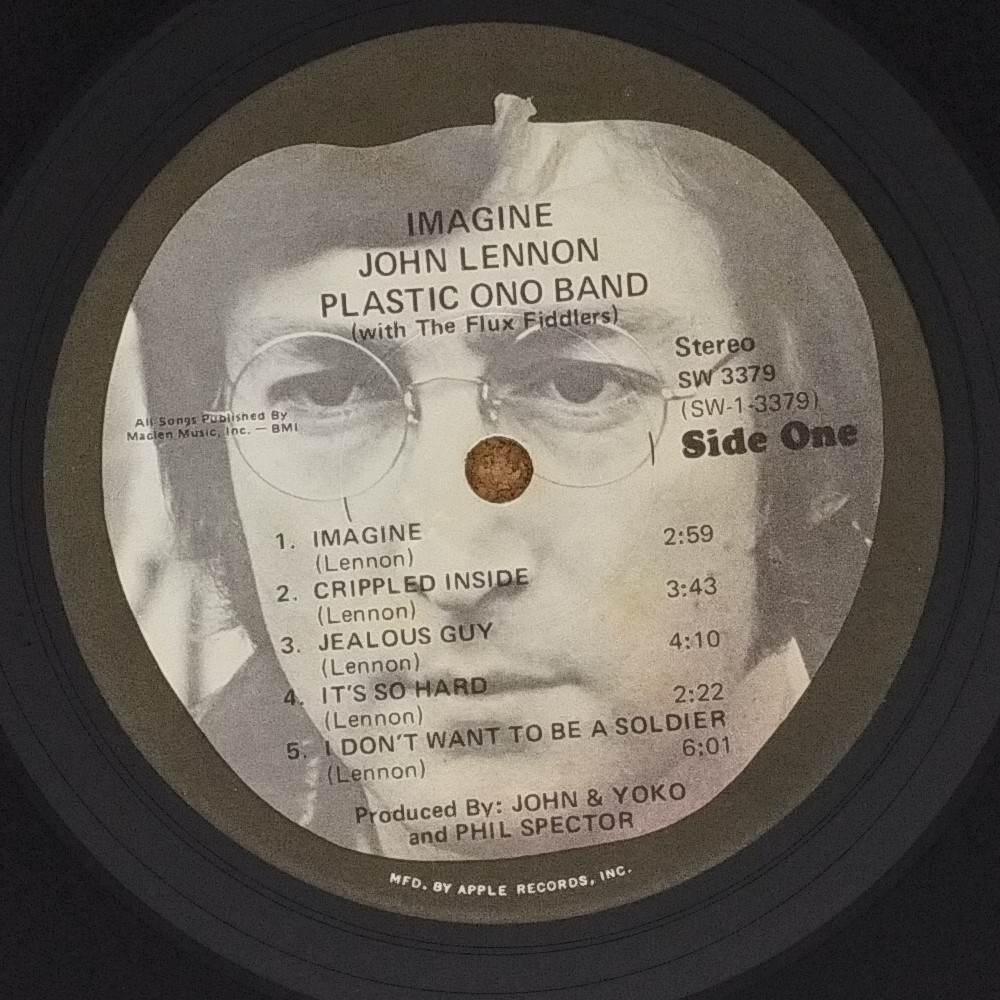 IMAGINE
JOHN LENNON
PLASTIC ONO BAND
(with The Flux Fiddlers)
Stereo
SW 3379
(SW-1-3379)
Side One
All Songs Published By
Maclen Music, Inc. — BMI
1. IMAGINE 2:59
(Lennon)
2. CRIPPLED INSIDE 3:43
(Lennon)
3. JEALOUS GUY 4:10
(Lennon)
4. IT'S SO HARD 2:22
(Lennon)
5. I DON'T WANT TO BE A SOLDIER
(Lennon) 6:01
Produced By: JOHN & YOKO
and PHIL SPECTOR
MFD. BY APPLE RECORDS, INC.